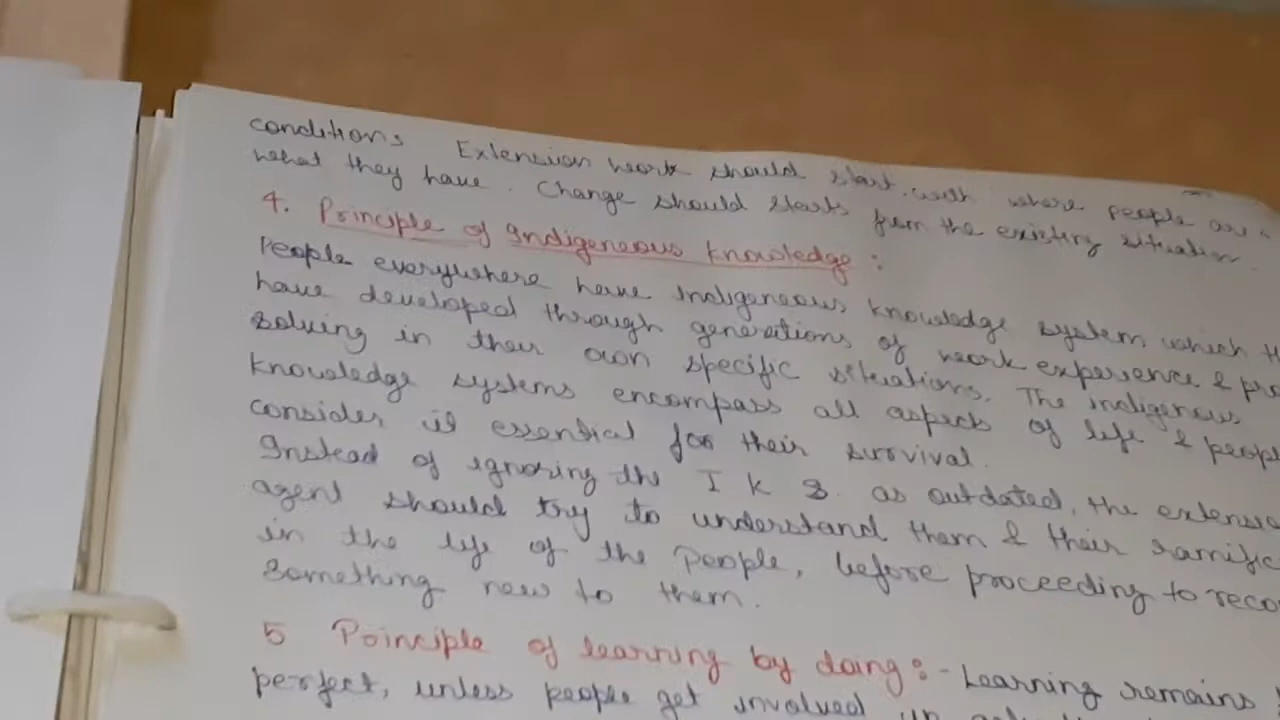 conditions Extension work should start with where people are &
what they have. Change should starts from the existing situation.
4. Principle of Indigeneous knowledge :
People everywhere have indigeneous knowledge system which th
have developed through generations of work experience & pro
solving in their own specific situations. The indigenous
knowledge systems encompass all aspects of life & peopl
consider it essential for their survival.
Instead of ignoring the I K S. as outdated, the extensio
agent should try to understand them & their ramific
in the life of the people, before proceeding to reco
something new to them.
5 Principle of learning by doing : - Learning remains
perfect, unless people get involved in